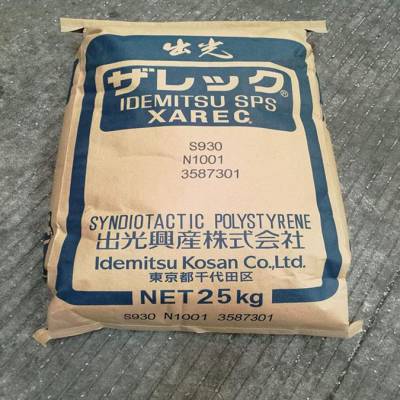 出光
ザレック®
IDEMITSU SPS
XAREC®
S930
N1001
3587301
SYNDIOTACTIC POLYSTYRENE
出光興産株式会社
Idemitsu Kosan Co.,Ltd.
東京都千代田区
NET25kg
S930 N1001 3587301